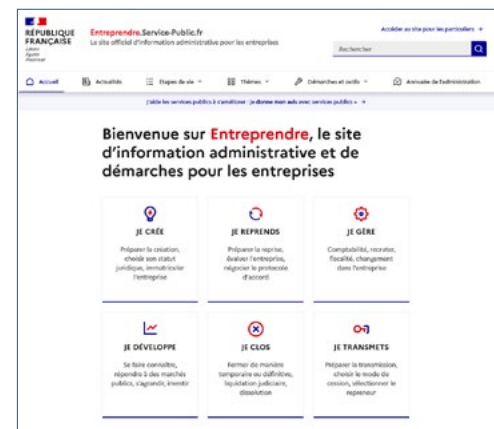 RÉPUBLIQUE
FRANÇAISE
Liberté
Égalité
Fraternité
Entreprendre.Service-Public.fr
Le site officiel d'information administrative pour les entreprises
Accéder au site pour les particuliers →
Rechercher
Accueil
Actualités
Étapes de vie
Thèmes
Démarches et outils
Annuaire de l'administration
J'aide les services publics à s'améliorer : je donne mon avis avec services publics + →
Bienvenue sur Entreprendre, le site
d'information administrative et de
démarches pour les entreprises
JE CRÉE
Préparer la création,
choisir son statut
juridique, immatriculer
l'entreprise
JE REPRENDS
Préparer la reprise,
évaluer l'entreprise,
négocier le protocole
d'accord
JE GÈRE
Comptabilité, recruter,
fiscalité, changement
dans l'entreprise
JE DÉVELOPPE
Se faire connaître,
répondre à des marchés
publics, s'agrandir, investir
JE CLOS
Fermer de manière
temporaire ou définitive,
liquidation judiciaire,
dissolution
JE TRANSMETS
Préparer la transmission,
choisir le mode de
cession, sélectionner le
repreneur